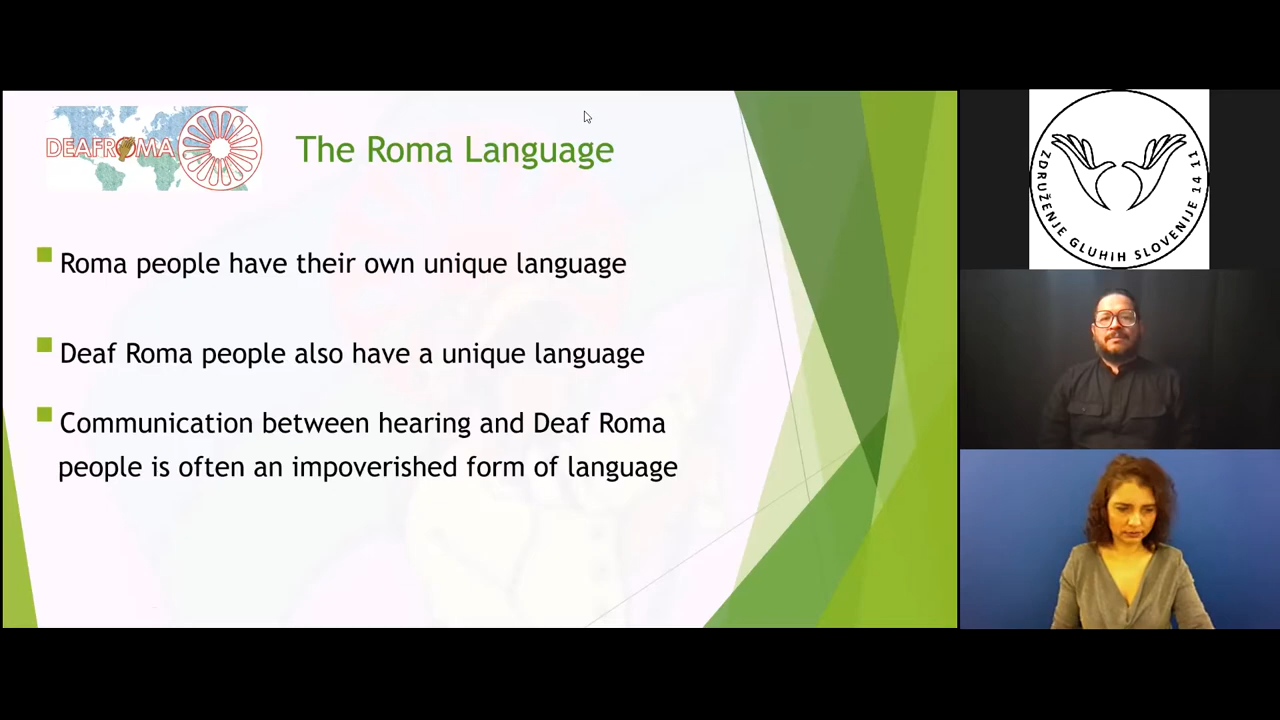 DEAFROMA
The Roma Language
Roma people have their own unique language
Deaf Roma people also have a unique language
Communication between hearing and Deaf Roma
people is often an impoverished form of language
ZDRUŽENJE GLUHIH SLOVENIJE 14 11